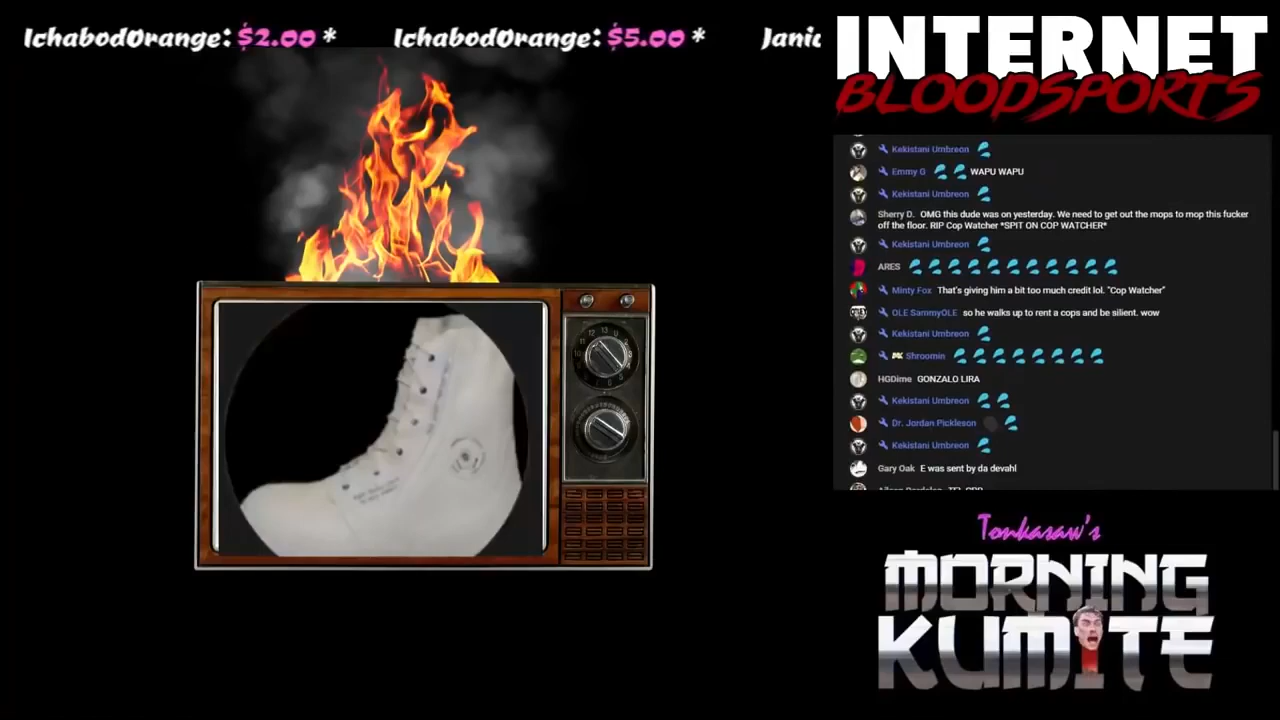 IchabodOrange: $2.00 * IchabodOrange: $5.00 *
INTERNET
BLOODSPORTS
Kekistani Umbreon 💦
Emmy G 💦 💦 WAPU WAPU
Kekistani Umbreon 💦
Sherry D. OMG this dude was on yesterday. We need to get out the mops to mop this fucker
off the floor. RIP Cop Watcher *SPIT ON COP WATCHER*
Kekistani Umbreon 💦
ARES 💦💦💦💦💦💦💦💦💦💦
Minty Fox That's giving him a bit too much credit lol. "Cop Watcher"
OLE SammyOLE so he walks up to rent a cops and be silient. wow
Kekistani Umbreon 💦
Shroomin 💦💦💦💦💦💦💦💦
HGDime GONZALO LIRA
Kekistani Umbreon 💦💦
Dr. Jordan Pickleson 💦
Kekistani Umbreon 💦
Gary Oak E was sent by da devahl
Tonkasaw's
MORNING
KUMITE